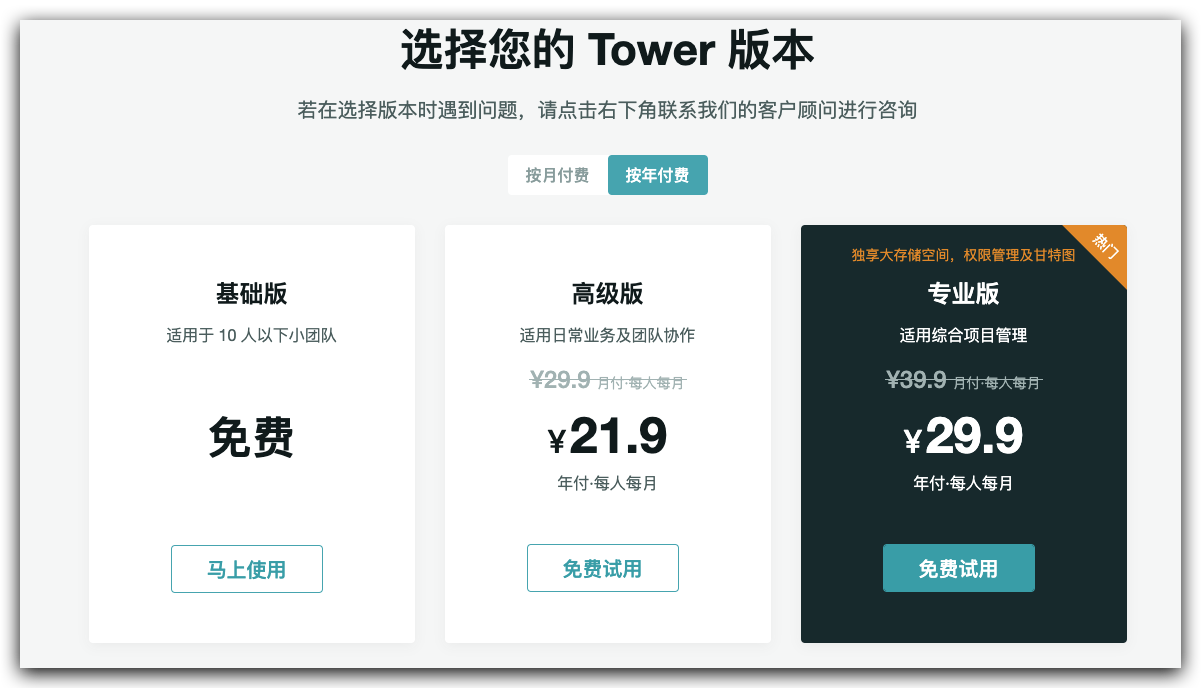 选择您的 Tower 版本
若在选择版本时遇到问题，请点击右下角联系我们的客户顾问进行咨询
按月付费
按年付费
基础版
适用于 10 人以下小团队
免费
马上使用
高级版
适用日常业务及团队协作
¥29.9 月付·每人每月
¥21.9
年付·每人每月
免费试用
热门
独享大存储空间，权限管理及甘特图
专业版
适用综合项目管理
¥39.9 月付·每人每月
¥29.9
年付·每人每月
免费试用